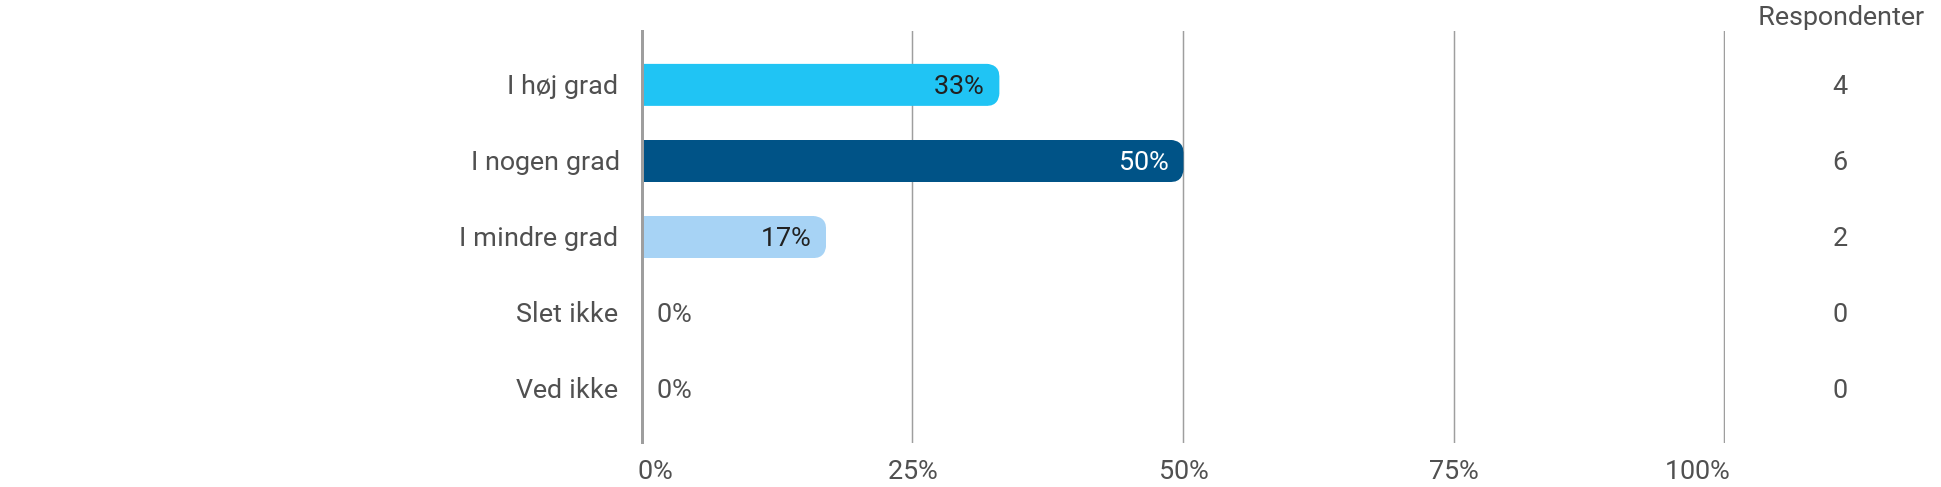 Respondenter
I høj grad 33% 4
I nogen grad 50% 6
I mindre grad 17% 2
Slet ikke 0% 0
Ved ikke 0% 0
0% 25% 50% 75% 100%